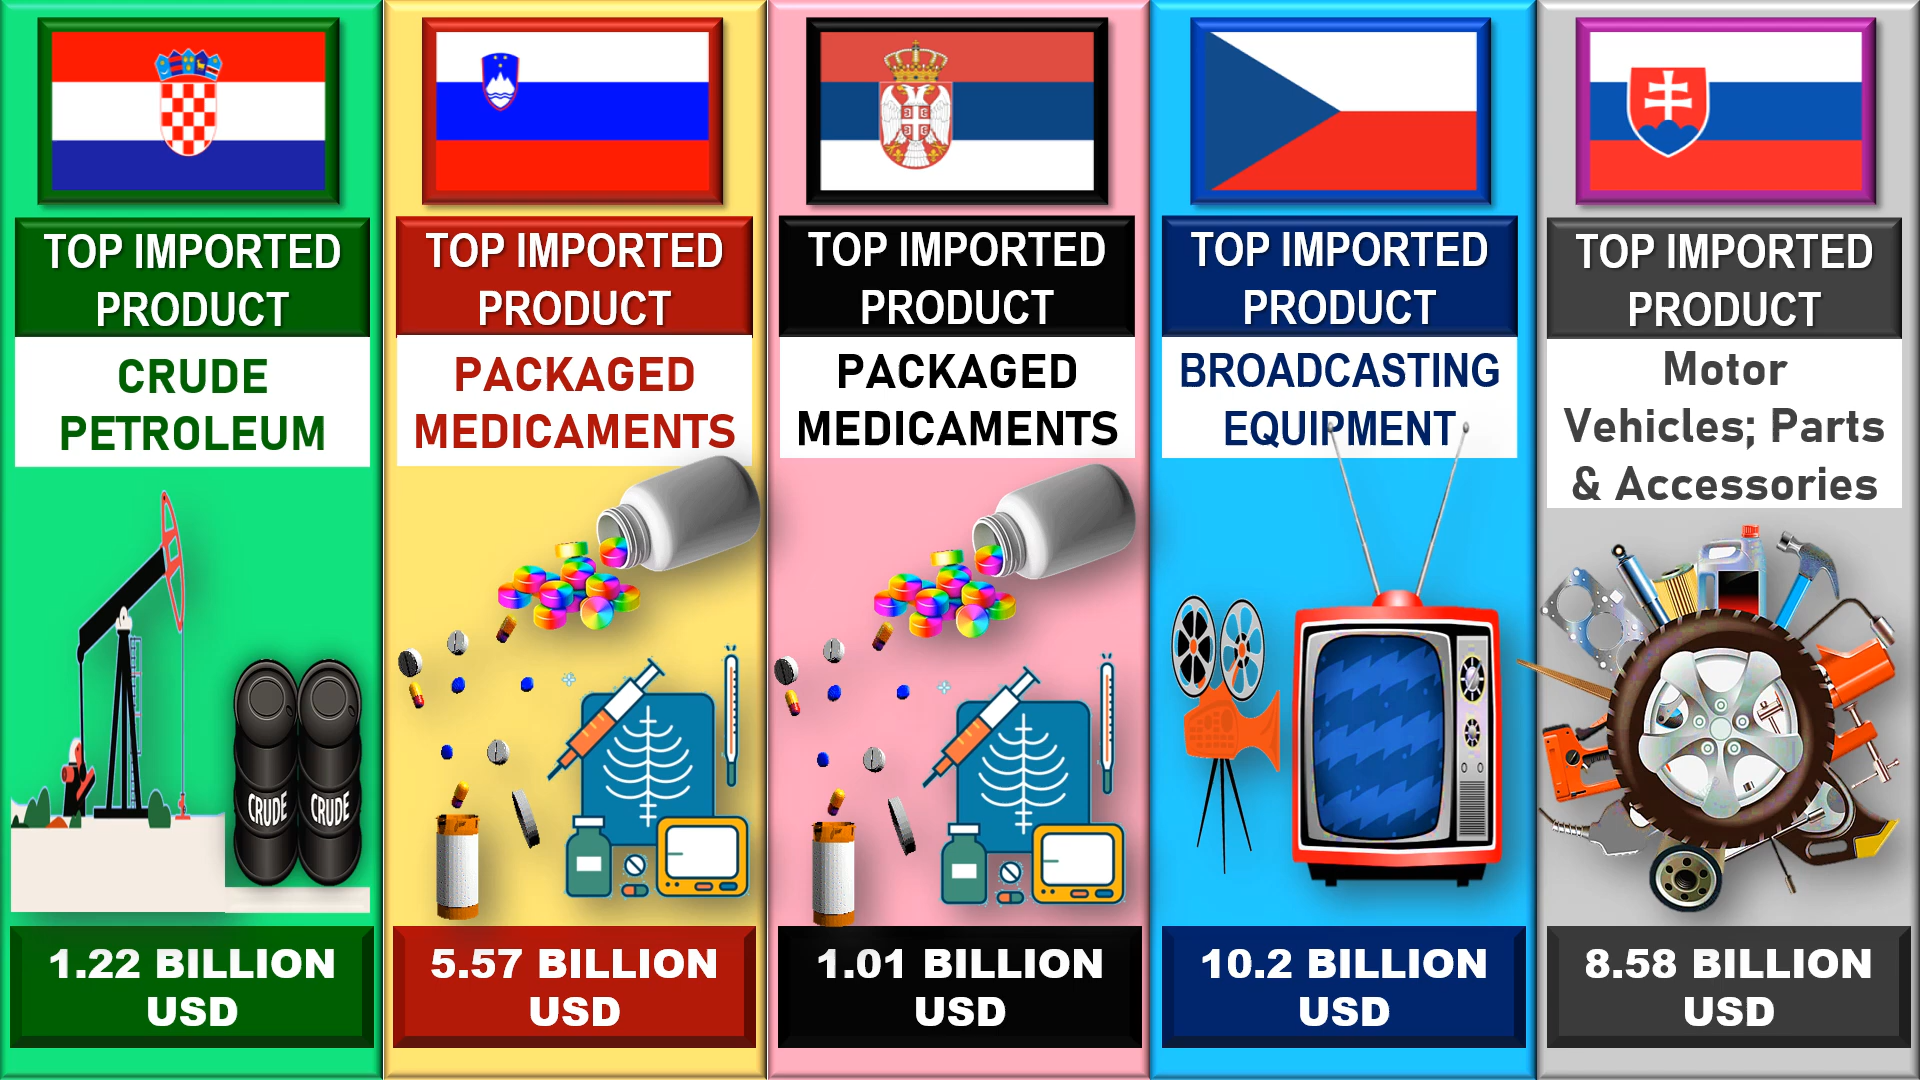 TOP IMPORTED
PRODUCT
CRUDE
PETROLEUM
CRUDE
CRUDE
1.22 BILLION
USD
TOP IMPORTED
PRODUCT
PACKAGED
MEDICAMENTS
5.57 BILLION
USD
TOP IMPORTED
PRODUCT
PACKAGED
MEDICAMENTS
1.01 BILLION
USD
TOP IMPORTED
PRODUCT
BROADCASTING
EQUIPMENT
10.2 BILLION
USD
TOP IMPORTED
PRODUCT
Motor
Vehicles; Parts
& Accessories
8.58 BILLION
USD